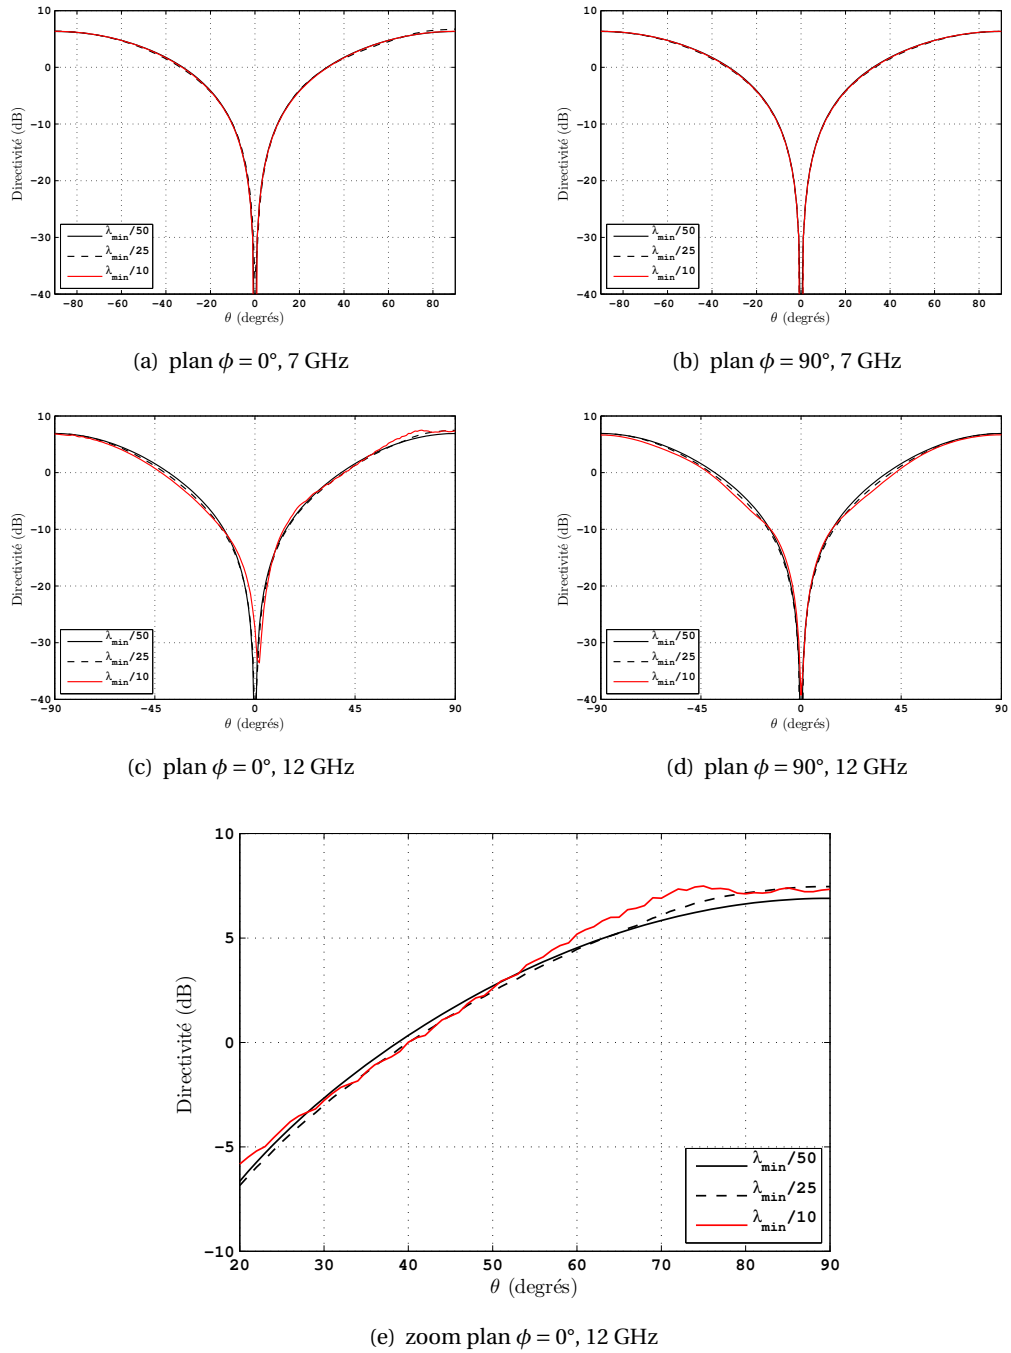 10
0
−10
−20
−30
−40
−80 −60 −40 −20 0 20 40 60 80
Directivité (dB)
θ (degrés)
λmin/50
λmin/25
λmin/10
(a) plan ϕ = 0°, 7 GHz
10
0
−10
−20
−30
−40
−80 −60 −40 −20 0 20 40 60 80
Directivité (dB)
θ (degrés)
λmin/50
λmin/25
λmin/10
(b) plan ϕ = 90°, 7 GHz
10
0
−10
−20
−30
−40
−90 −45 0 45 90
Directivité (dB)
θ (degrés)
λmin/50
λmin/25
λmin/10
(c) plan ϕ = 0°, 12 GHz
10
0
−10
−20
−30
−40
−90 −45 0 45 90
Directivité (dB)
θ (degrés)
λmin/50
λmin/25
λmin/10
(d) plan ϕ = 90°, 12 GHz
10
5
0
−5
−10
20 30 40 50 60 70 80 90
Directivité (dB)
θ (degrés)
λmin/50
λmin/25
λmin/10
(e) zoom plan ϕ = 0°, 12 GHz